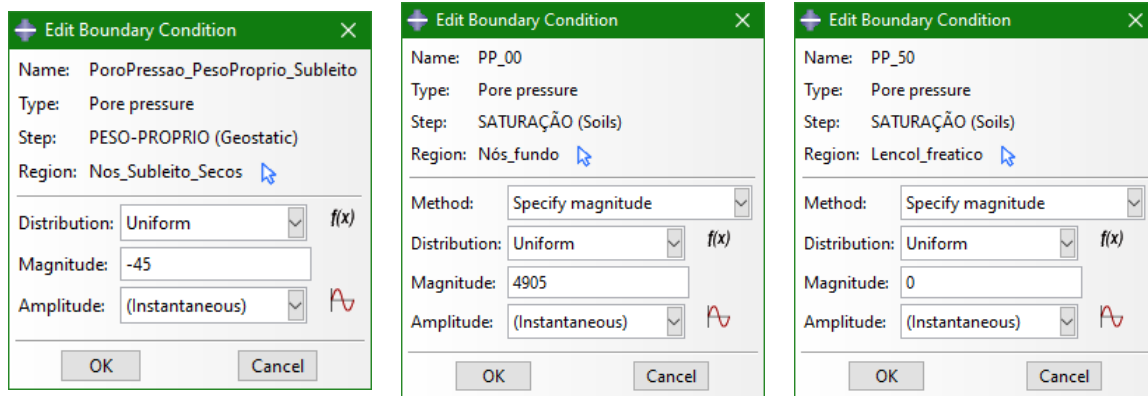 Edit Boundary Condition
Name: PoroPressao_PesoProprio_Subleito
Type: Pore pressure
Step: PESO-PROPRIO (Geostatic)
Region: Nos_Subleito_Secos
Distribution: Uniform f(x)
Magnitude: -45
Amplitude: (Instantaneous)
OK Cancel
Edit Boundary Condition
Name: PP_00
Type: Pore pressure
Step: SATURAÇÃO (Soils)
Region: Nós_fundo
Method: Specify magnitude
Distribution: Uniform f(x)
Magnitude: 4905
Amplitude: (Instantaneous)
OK Cancel
Edit Boundary Condition
Name: PP_50
Type: Pore pressure
Step: SATURAÇÃO (Soils)
Region: Lencol_freatico
Method: Specify magnitude
Distribution: Uniform f(x)
Magnitude: 0
Amplitude: (Instantaneous)
OK Cancel